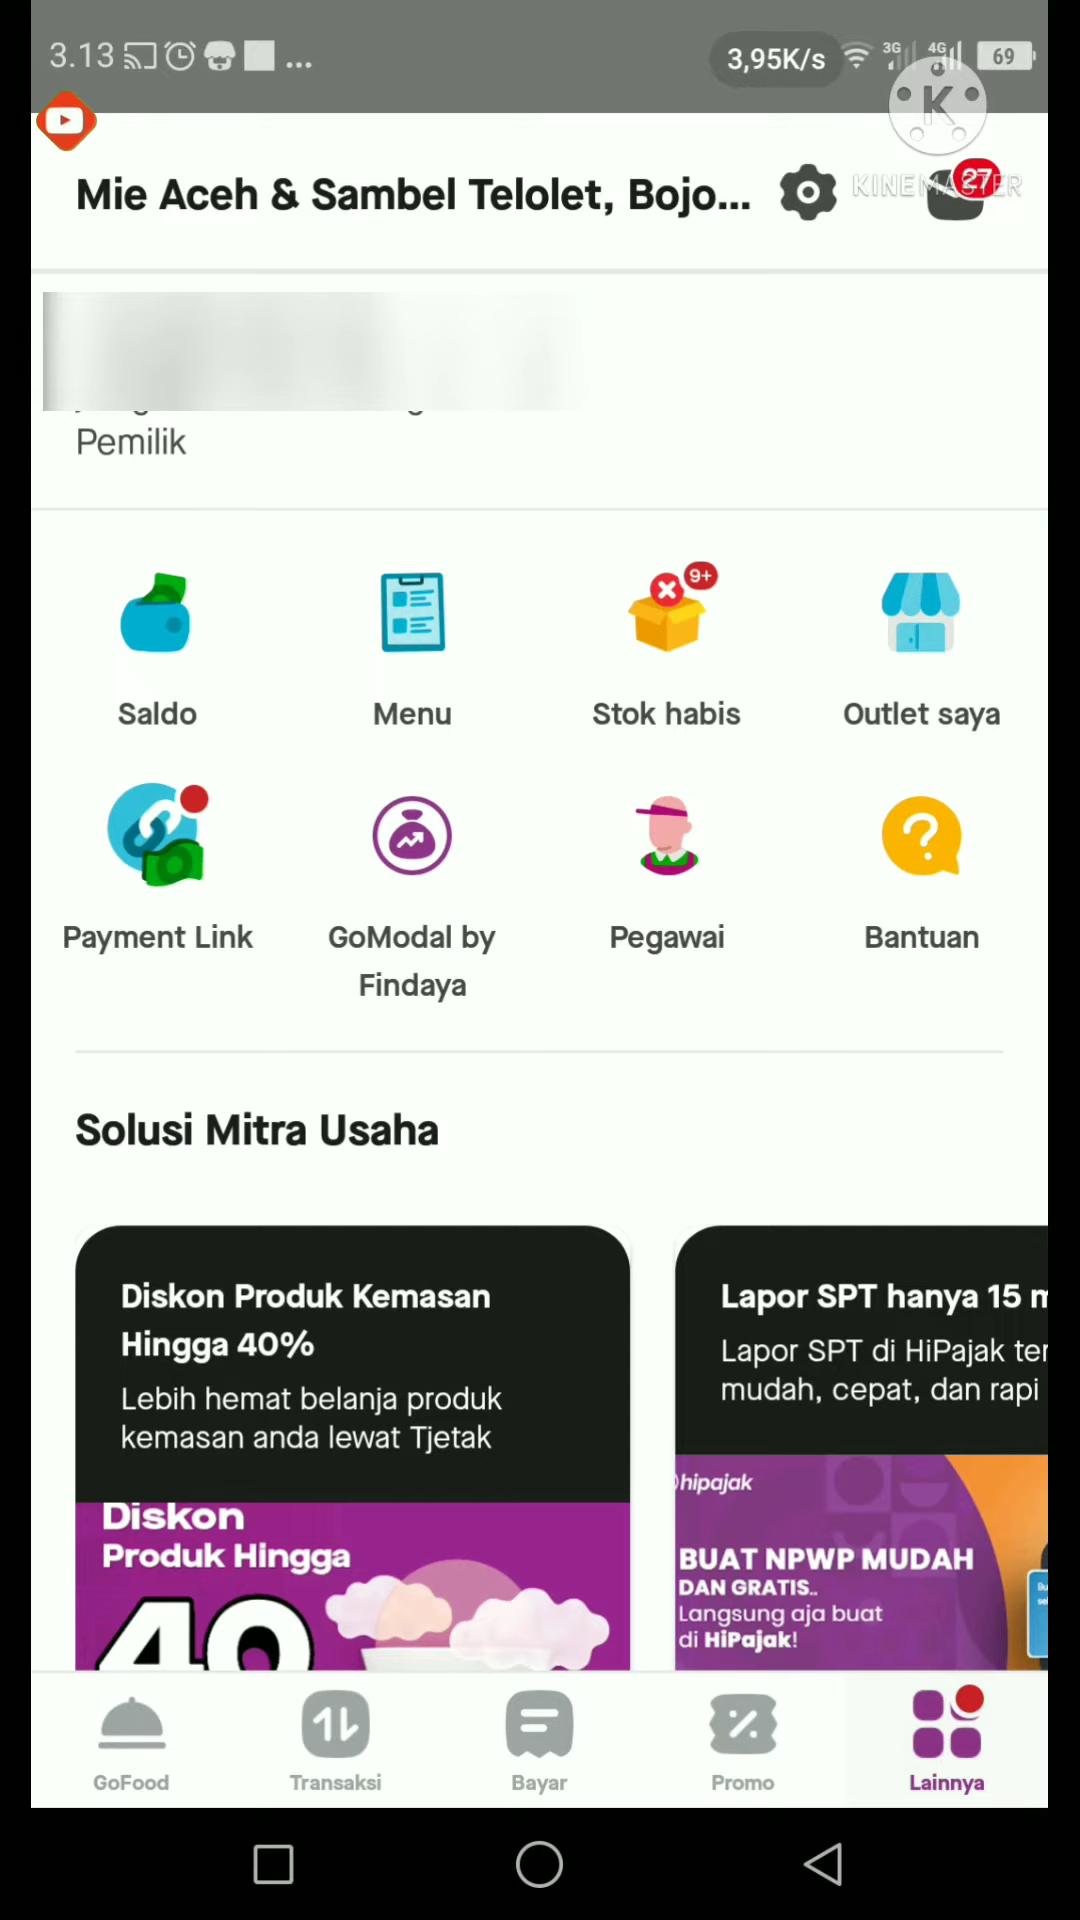 3.13 ...
3,95K/s
3G
4G
69
K
KINEMASTER
Mie Aceh & Sambel Telolet, Bojo...
27
Pemilik
9+
Saldo
Menu
Stok habis
Outlet saya
Payment Link
GoModal by
Findaya
Pegawai
Bantuan
Solusi Mitra Usaha
Diskon Produk Kemasan
Hingga 40%
Lebih hemat belanja produk
kemasan anda lewat Tjetak
Diskon
Produk Hingga
40
Lapor SPT hanya 15 m
Lapor SPT di HiPajak ter
mudah, cepat, dan rapi
hipajak
BUAT NPWP MUDAH
DAN GRATIS..
Langsung aja buat
di HiPajak!
GoFood
Transaksi
Bayar
Promo
Lainnya